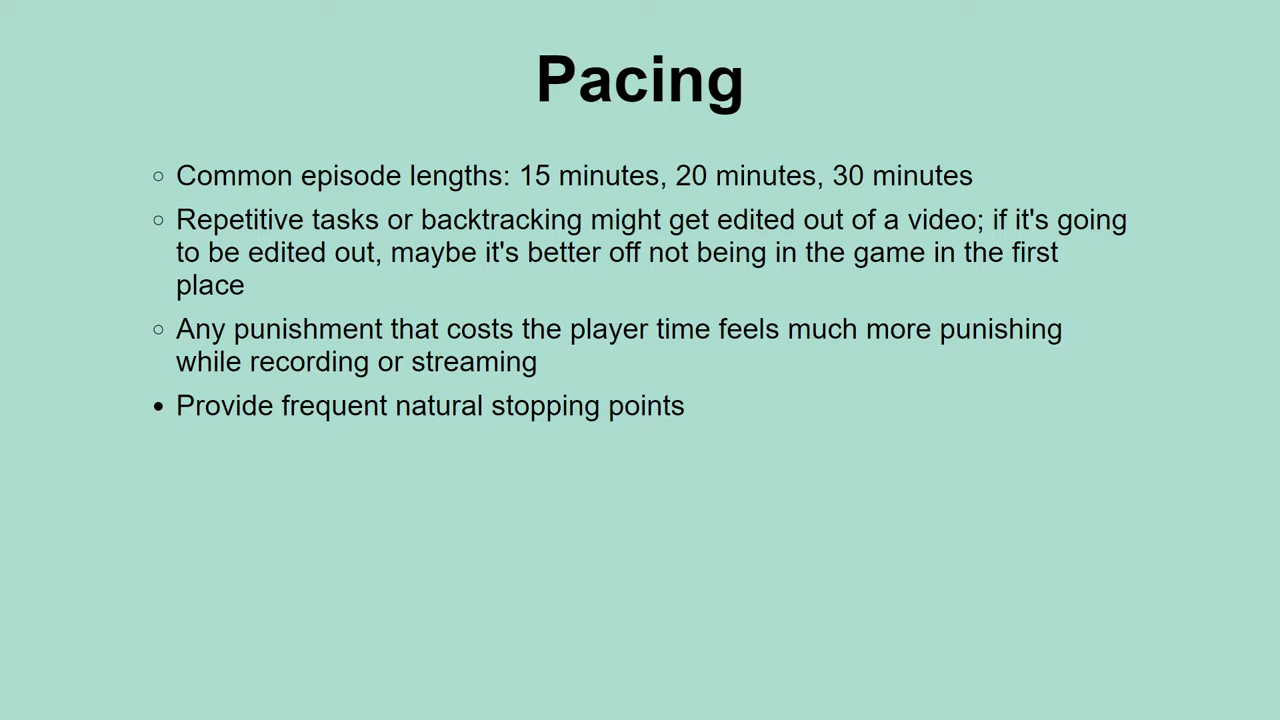 Pacing
Common episode lengths: 15 minutes, 20 minutes, 30 minutes
Repetitive tasks or backtracking might get edited out of a video; if it's going
to be edited out, maybe it's better off not being in the game in the first
place
Any punishment that costs the player time feels much more punishing
while recording or streaming
Provide frequent natural stopping points